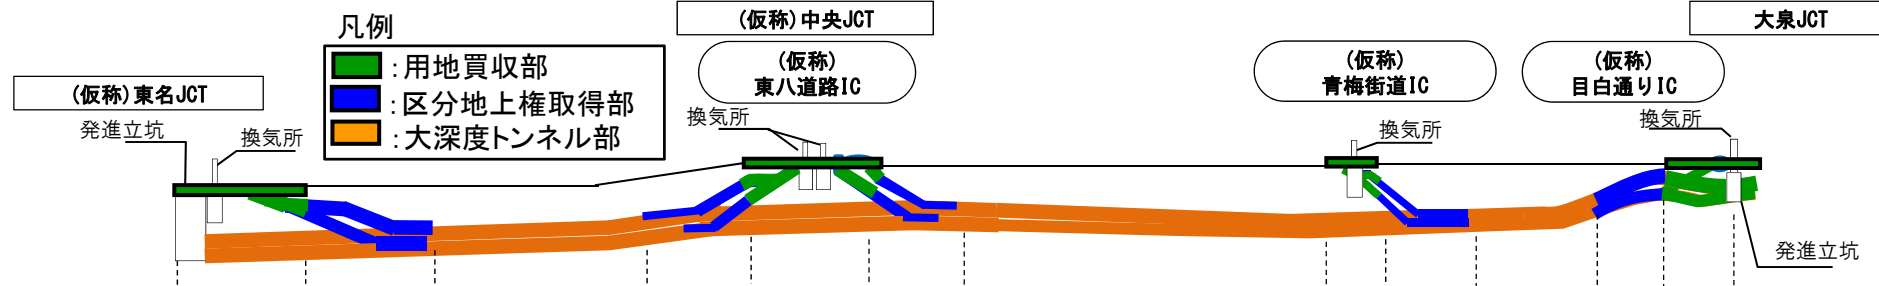 (仮称)東名JCT
発進立坑
換気所
凡例
:用地買収部
:区分地上権取得部
:大深度トンネル部
(仮称)中央JCT
(仮称)
東八道路IC
換気所
(仮称)
青梅街道IC
換気所
(仮称)
目白通りIC
大泉JCT
換気所
発進立坑